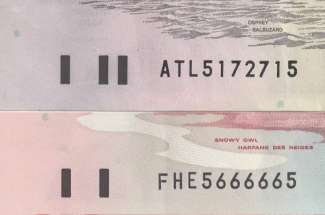 OSPREY
BALBUZARD
ATL5172715
SNOWY OWL
HARFANG DES NEIGES
FHE5666665